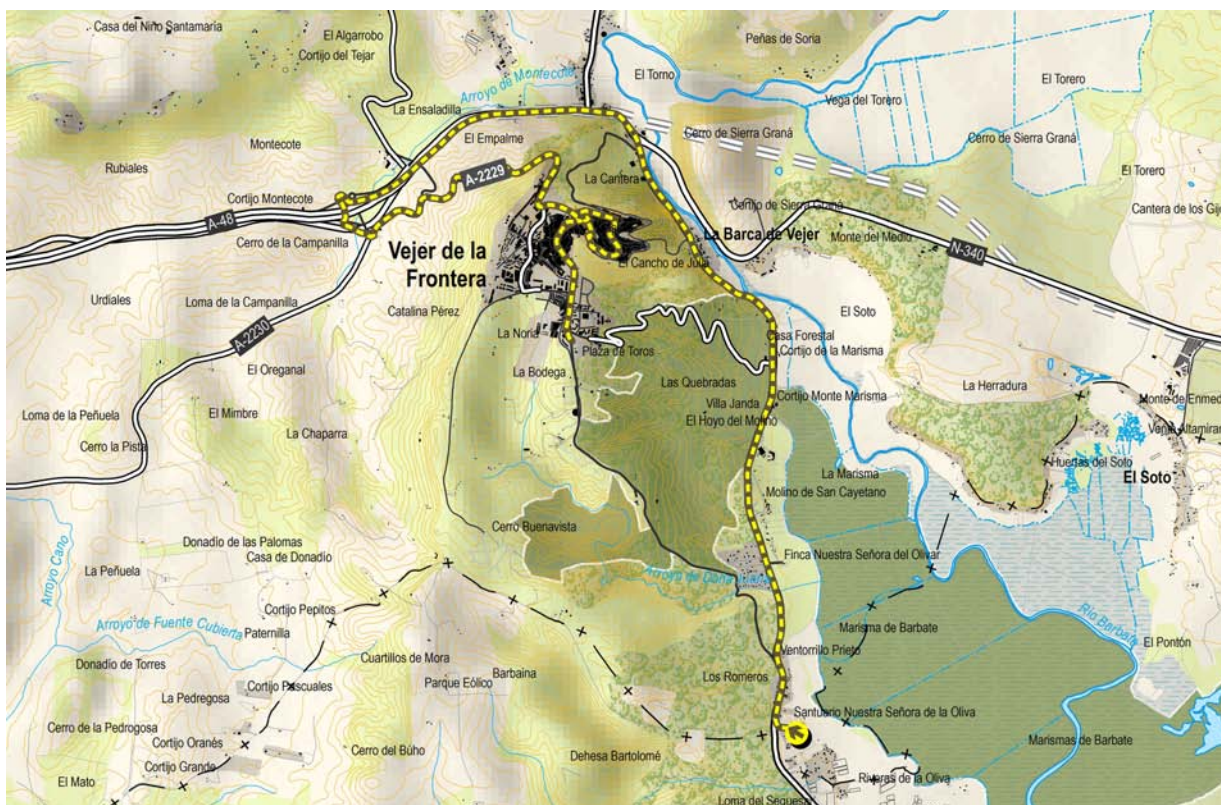 Casa del Niño Santamaría
El Algarrobo
Cortijo del Tejar
Peñas de Soria
El Torno
El Torero
Arroyo de Montecote
Vega del Torero
La Ensaladilla
El Empalme
Cerro de Sierra Graná
Cerro de Sierra Graná
Montecote
Rubiales
A-2229
La Cantera
El Torero
Cortijo Montecote
Cortijo de Sierra Graná
Cantera de los Gij
A-48
Cerro de la Campanilla
Vejer de la
Frontera
La Barca de Vejer
Monte del Medio
N-340
El Cancho de Julia
Urdiales
Loma de la Campanilla
Catalina Pérez
El Soto
A-2230
La Noria
Casa Forestal
Plaza de Toros
Cortijo de la Marisma
El Oreganal
La Bodega
Las Quebradas
La Herradura
Villa Janda
Cortijo Monte Marisma
Monte de Enmed
Loma de la Peñuela
El Mimbre
El Hoyo del Molino
Venta Altamiran
La Chaparra
Cerro la Pista
Huertas del Soto
La Marisma
El Soto
Molino de San Cayetano
Cerro Buenavista
Donadío de las Palomas
Casa de Donadío
Finca Nuestra Señora del Olivar
La Peñuela
Arroyo Cano
Cortijo Pepitos
Río Barbate
Arroyo de Fuente Cubierta
Paternilla
Marisma de Barbate
El Pontón
Ventorrillo Prieto
Donadío de Torres
Cuartillos de Mora
Barbaina
Los Romeros
Cortijo Pascuales
Parque Eólico
La Pedregosa
Santuario Nuestra Señora de la Oliva
Cerro de la Pedrogosa
Cortijo Oranés
Cerro del Búho
Dehesa Bartolomé
Marismas de Barbate
Cortijo Grande
El Mato
Riveras de la Oliva